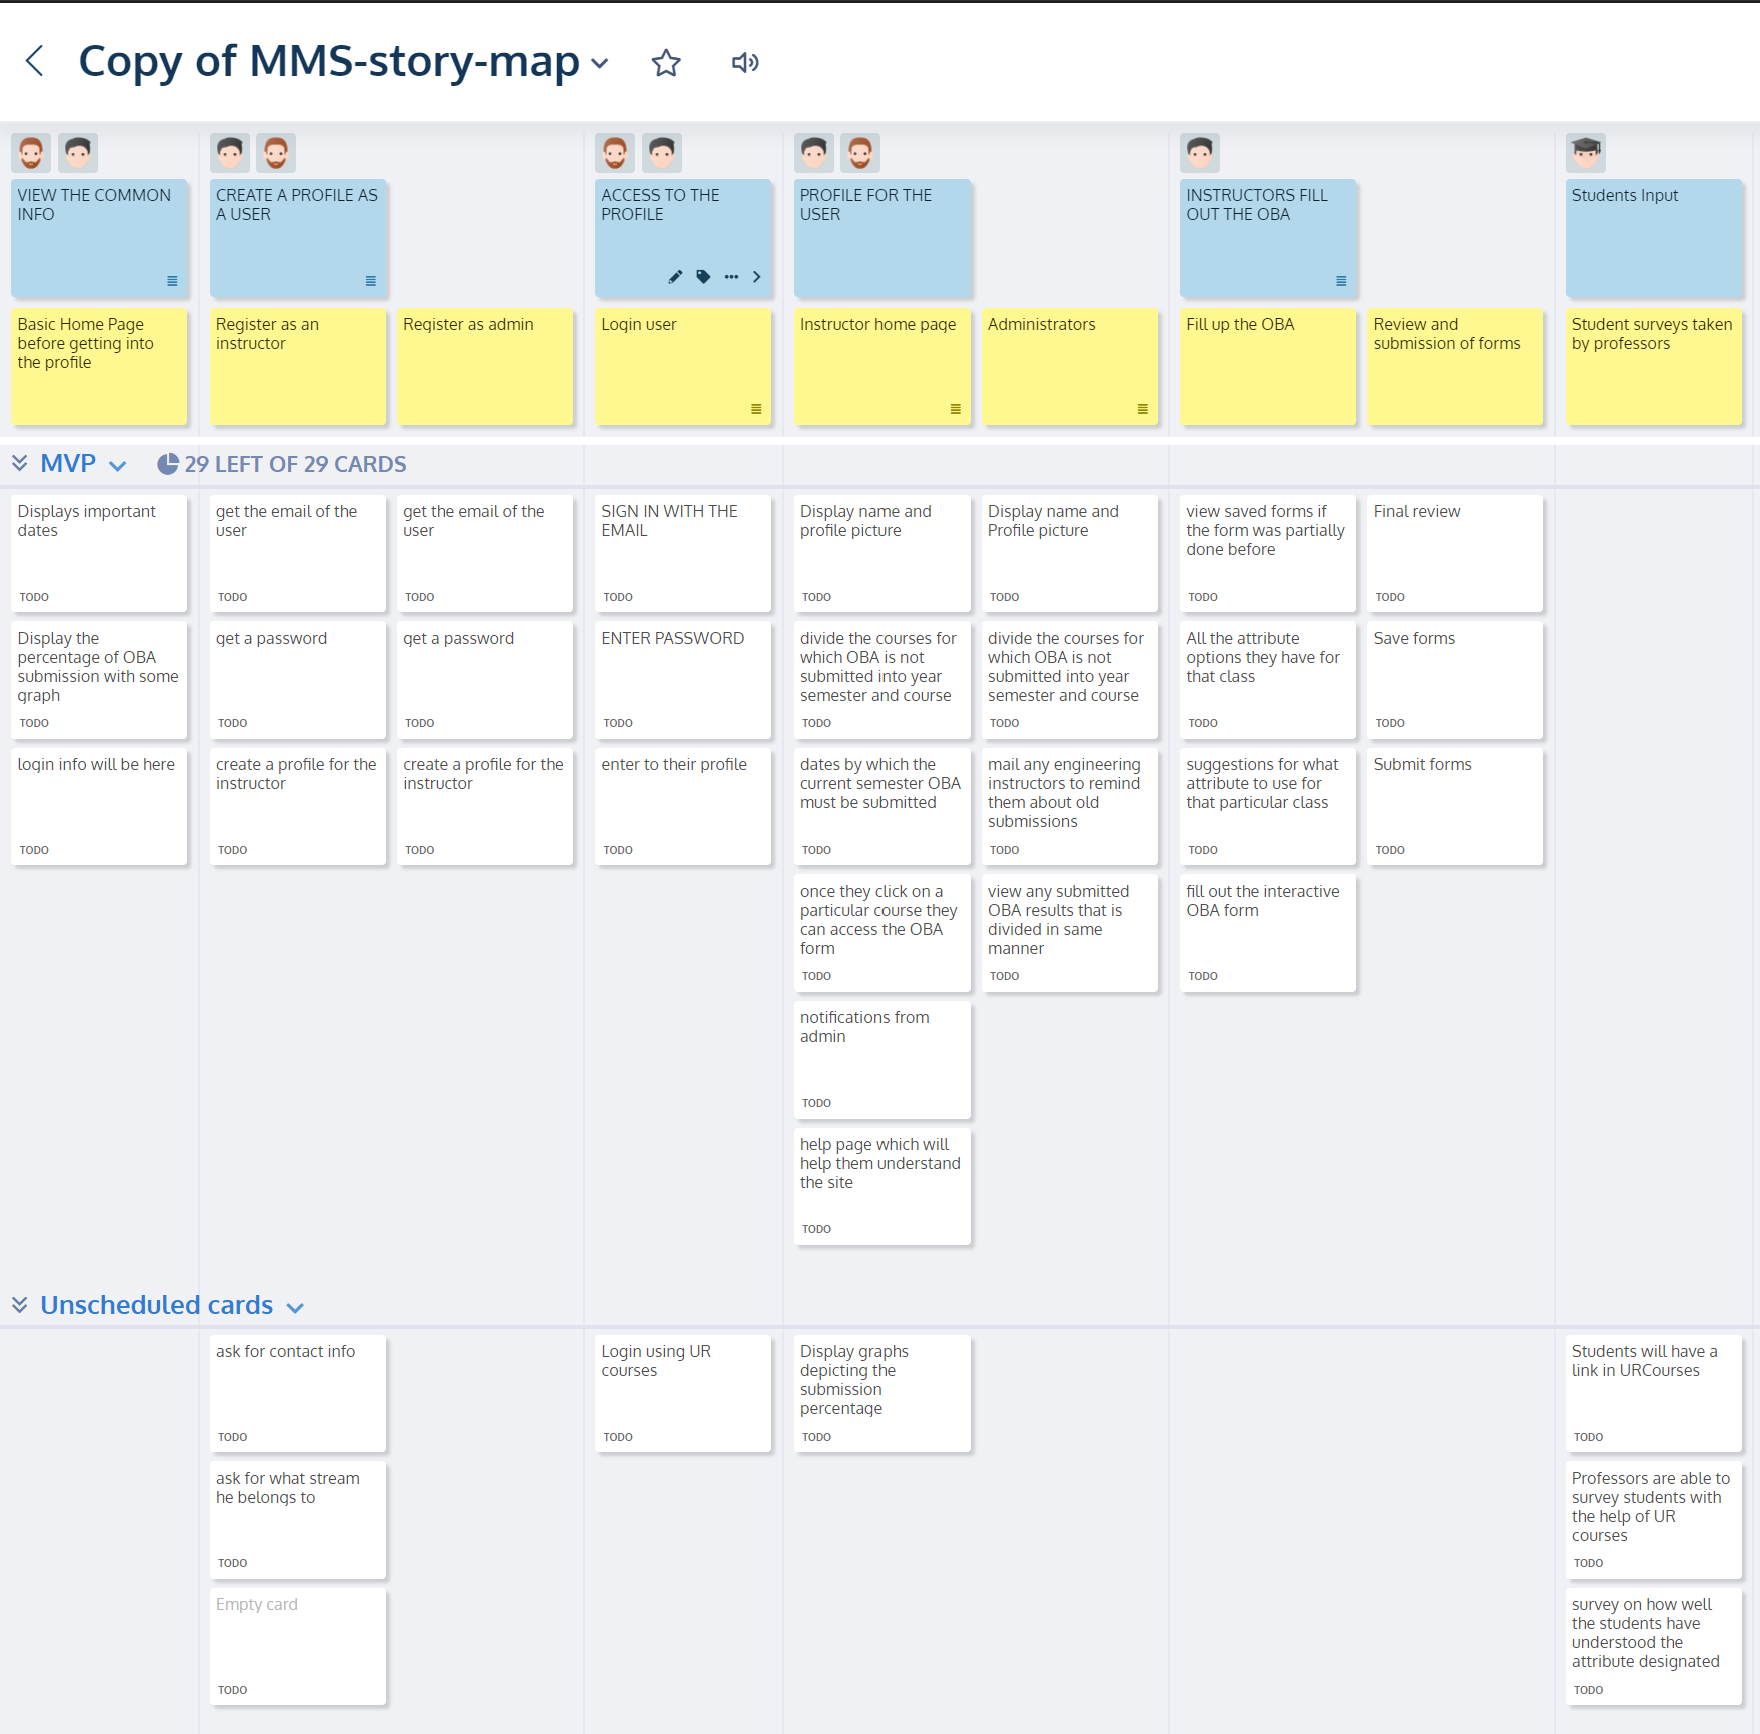 Copy of MMS-story-map
VIEW THE COMMON
INFO
CREATE A PROFILE AS
A USER
ACCESS TO THE
PROFILE
PROFILE FOR THE
USER
INSTRUCTORS FILL
OUT THE OBA
Students Input
Basic Home Page
before getting into
the profile
Register as an
instructor
Register as admin
Login user
Instructor home page
Administrators
Fill up the OBA
Review and
submission of forms
Student surveys taken
by professors
MVP
29 LEFT OF 29 CARDS
Displays important
dates
TODO
get the email of the
user
TODO
get the email of the
user
TODO
SIGN IN WITH THE
EMAIL
TODO
Display name and
profile picture
TODO
Display name and
Profile picture
TODO
view saved forms if
the form was partially
done before
TODO
Final review
TODO
Display the
percentage of OBA
submission with some
graph
TODO
get a password
TODO
get a password
TODO
ENTER PASSWORD
TODO
divide the courses for
which OBA is not
submitted into year
semester and course
TODO
divide the courses for
which OBA is not
submitted into year
semester and course
TODO
All the attribute
options they have for
that class
TODO
Save forms
TODO
login info will be here
TODO
create a profile for the
instructor
TODO
create a profile for the
instructor
TODO
enter to their profile
TODO
dates by which the
current semester OBA
must be submitted
TODO
mail any engineering
instructors to remind
them about old
submissions
TODO
suggestions for what
attribute to use for
that particular class
TODO
Submit forms
TODO
once they click on a
particular course they
can access the OBA
form
TODO
view any submitted
OBA results that is
divided in same
manner
TODO
fill out the interactive
OBA form
TODO
notifications from
admin
TODO
help page which will
help them understand
the site
TODO
Unscheduled cards
ask for contact info
TODO
Login using UR
courses
TODO
Display graphs
depicting the
submission
percentage
TODO
Students will have a
link in URCourses
TODO
ask for what stream
he belongs to
TODO
Professors are able to
survey students with
the help of UR
courses
TODO
Empty card
TODO
survey on how well
the students have
understood the
attribute designated
TODO